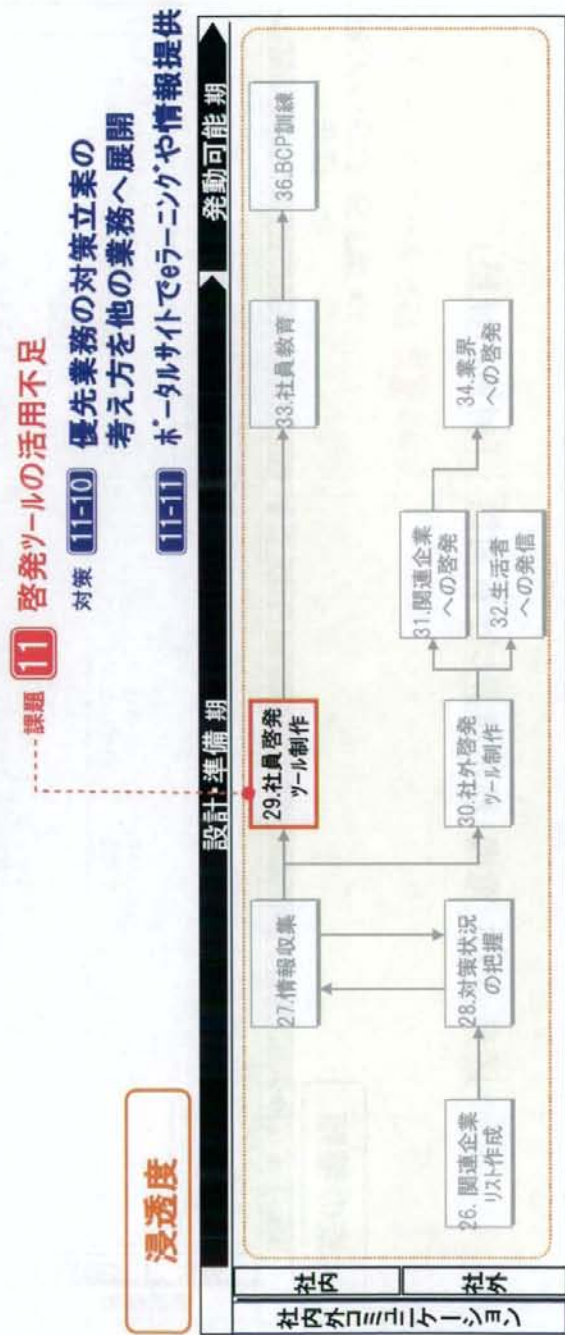 浸透度
課題 11 啓発ツールの活用不足
対策 11-10 優先業務の対策立案の
考え方を他の業務へ展開
11-11 ポータルサイトでeラーニングや情報提供
設計・準備期
発動可能期
社内外コミュニケーション
社内
社外
26. 関連企業
リスト作成
27.情報収集
28.対策状況
の把握
29.社員啓発
ツール制作
30.社外啓発
ツール制作
31.関連企業
への啓発
32.生活者
への発信
33.社員教育
34.業界
への啓発
36.BCP訓練